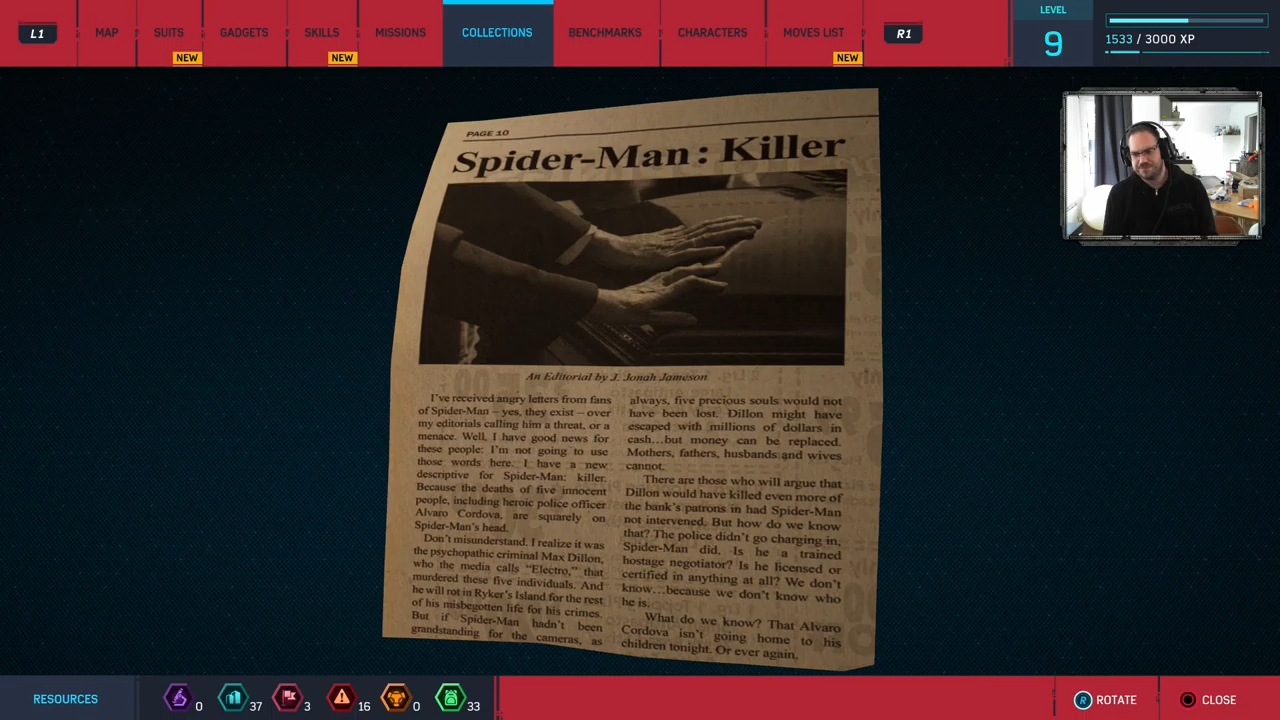 L1
MAP
SUITS
NEW
GADGETS
SKILLS
NEW
MISSIONS
COLLECTIONS
BENCHMARKS
CHARACTERS
MOVES LIST
NEW
R1
LEVEL
9
1533 / 3000 XP
PAGE 10
Spider-Man: Killer
An Editorial by J. Jonah Jameson
I've received angry letters from fans
of Spider-Man – yes, they exist – over
my editorials calling him a threat, or a
menace. Well, I have good news for
these people: I'm not going to use
those words here. I have a new
descriptive for Spider-Man: killer.
Because the deaths of five innocent
people, including heroic police officer
Alvaro Cordova, are squarely on
Spider-Man's head.
Don't misunderstand. I realize it was
the psychopathic criminal Max Dillon,
who the media calls "Electro," that
murdered these five individuals. And
he will rot in Ryker's Island for the rest
of his misbegotten life for his crimes.
But if Spider-Man hadn't been
grandstanding for the cameras, as
always, five precious souls would not
have been lost. Dillon might have
escaped with millions of dollars in
cash...but money can be replaced.
Mothers, fathers, husbands and wives
cannot.
There are those who will argue that
Dillon would have killed even more of
the bank's patrons in had Spider-Man
not intervened. But how do we know
that? The police didn't go charging in,
Spider-Man did. Is he a trained
hostage negotiator? Is he licensed or
certified in anything at all? We don't
know...because we don't know who
he is.
What do we know? That Alvaro
Cordova isn't going home to his
children tonight. Or ever again.
RESOURCES
0
37
3
16
0
33
R ROTATE
CLOSE